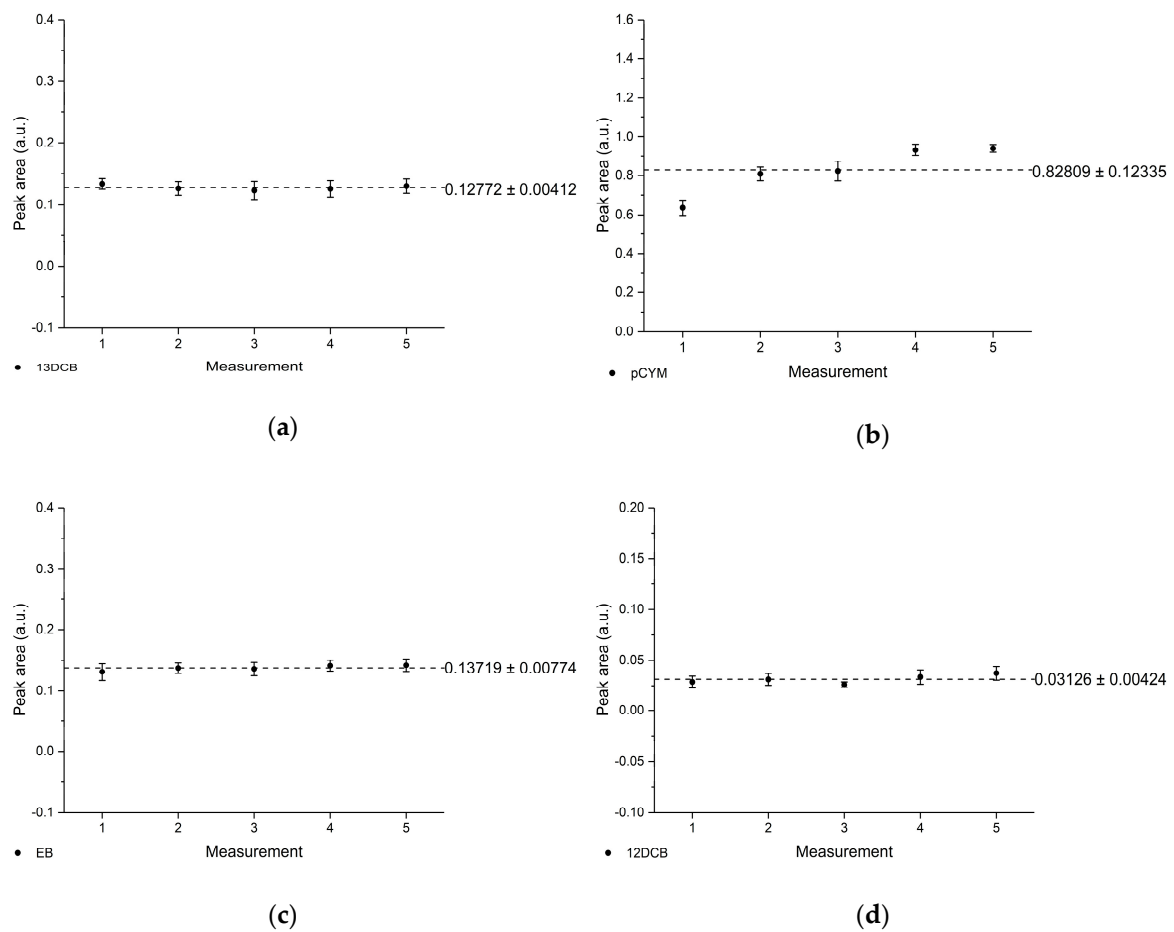 0.4
0.3
0.2
0.1
0.0
-0.1
Peak area (a.u.)
0.12772 ± 0.00412
1 2 3 4 5
Measurement
13DCB
(a)
1.6
1.4
1.2
1.0
0.8
0.6
0.4
0.2
0.0
Peak area (a.u.)
0.82809 ± 0.12335
1 2 3 4 5
Measurement
pCYM
(b)
0.4
0.3
0.2
0.1
0.0
-0.1
Peak area (a.u.)
0.13719 ± 0.00774
1 2 3 4 5
Measurement
EB
(c)
0.20
0.15
0.10
0.05
0.00
-0.05
-0.10
Peak area (a.u.)
0.03126 ± 0.00424
1 2 3 4 5
Measurement
12DCB
(d)